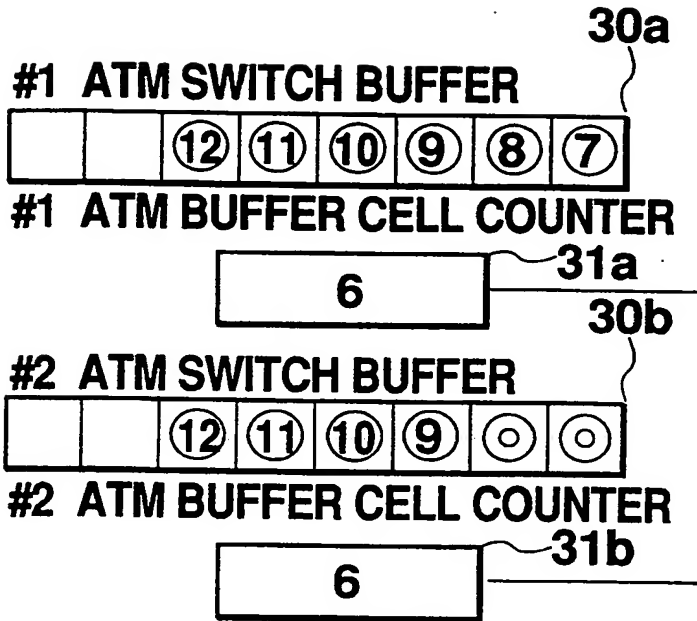 30a
#1 ATM SWITCH BUFFER
⑫ ⑪ ⑩ ⑨ ⑧ ⑦
#1 ATM BUFFER CELL COUNTER
31a
6
30b
#2 ATM SWITCH BUFFER
⑫ ⑪ ⑩ ⑨ ⌾ ⌾
#2 ATM BUFFER CELL COUNTER
31b
6